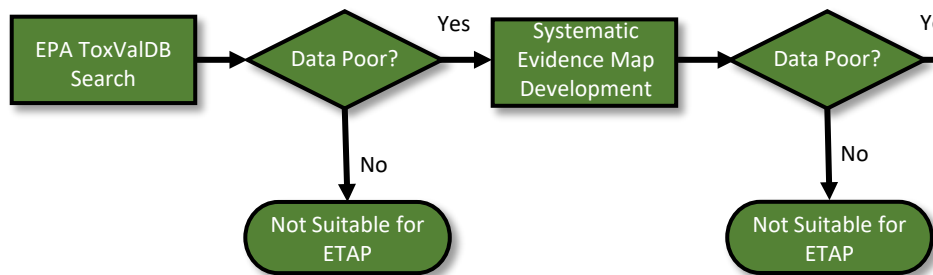 EPA ToxValDB
Search
Data Poor?
Yes
Systematic
Evidence Map
Development
Data Poor?
No
No
Not Suitable for
ETAP
Not Suitable for
ETAP